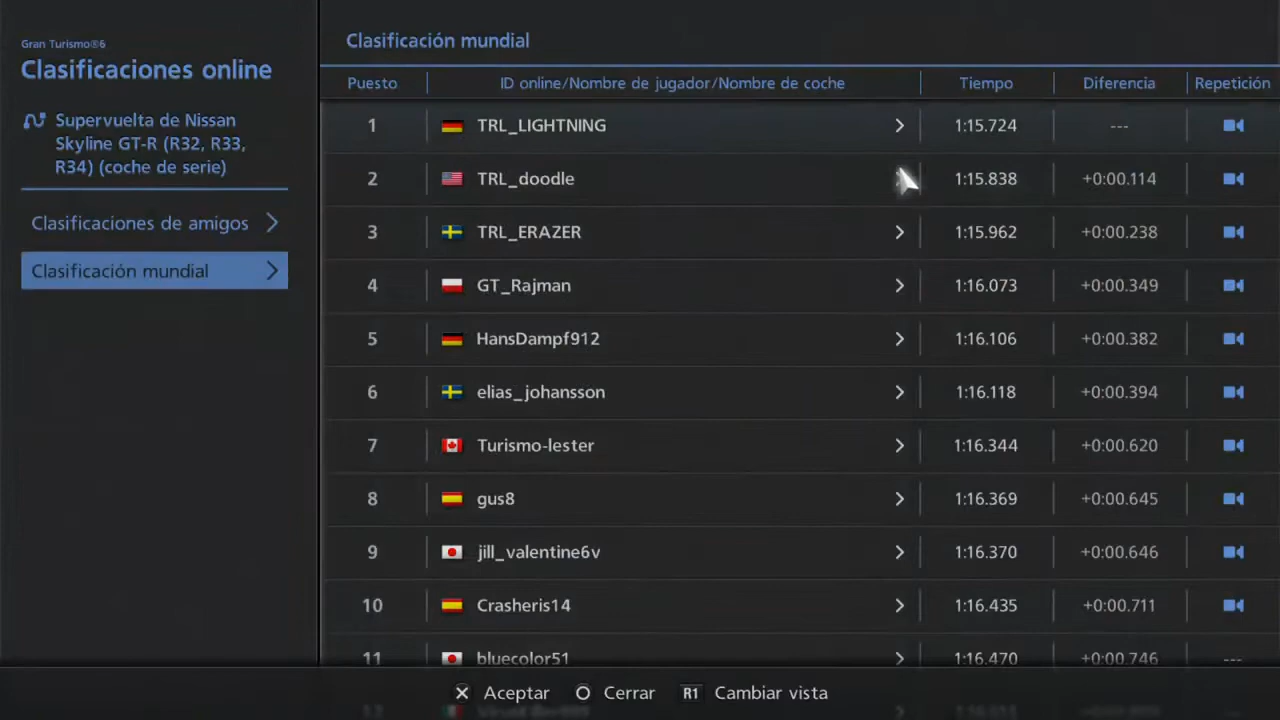 Gran Turismo®6
Clasificaciones online
Supervuelta de Nissan
Skyline GT-R (R32, R33,
R34) (coche de serie)
Clasificaciones de amigos
Clasificación mundial
Clasificación mundial
Puesto ID online/Nombre de jugador/Nombre de coche Tiempo Diferencia Repetición
1 TRL_LIGHTNING 1:15.724 ---
2 TRL_doodle 1:15.838 +0:00.114
3 TRL_ERAZER 1:15.962 +0:00.238
4 GT_Rajman 1:16.073 +0:00.349
5 HansDampf912 1:16.106 +0:00.382
6 elias_johansson 1:16.118 +0:00.394
7 Turismo-lester 1:16.344 +0:00.620
8 gus8 1:16.369 +0:00.645
9 jill_valentine6v 1:16.370 +0:00.646
10 Crasheris14 1:16.435 +0:00.711
11 bluecolor51 1:16.470 +0:00.746 ---
Aceptar Cerrar R1 Cambiar vista